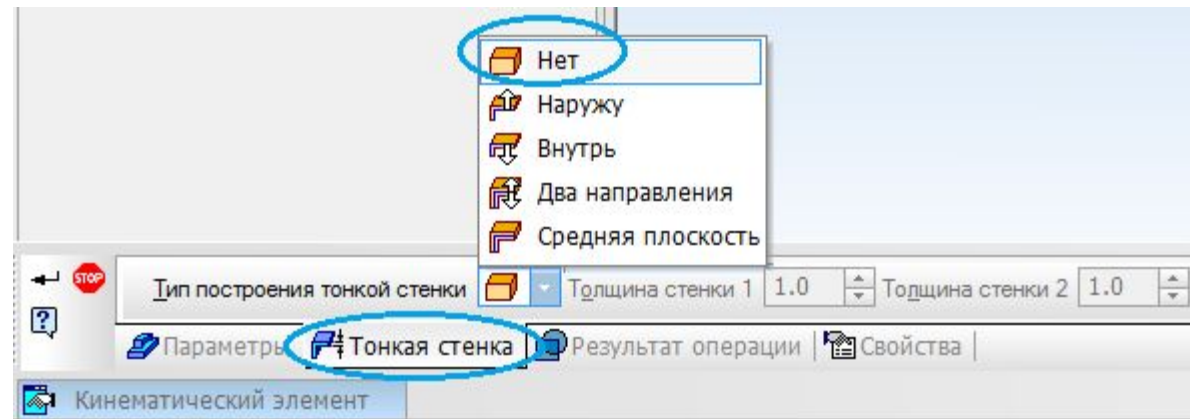 Нет
Наружу
Внутрь
Два направления
Средняя плоскость
STOP
Тип построения тонкой стенки Толщина стенки 1 1.0 Толщина стенки 2 1.0
?
Параметры Тонкая стенка Результат операции Свойства
Кинематический элемент